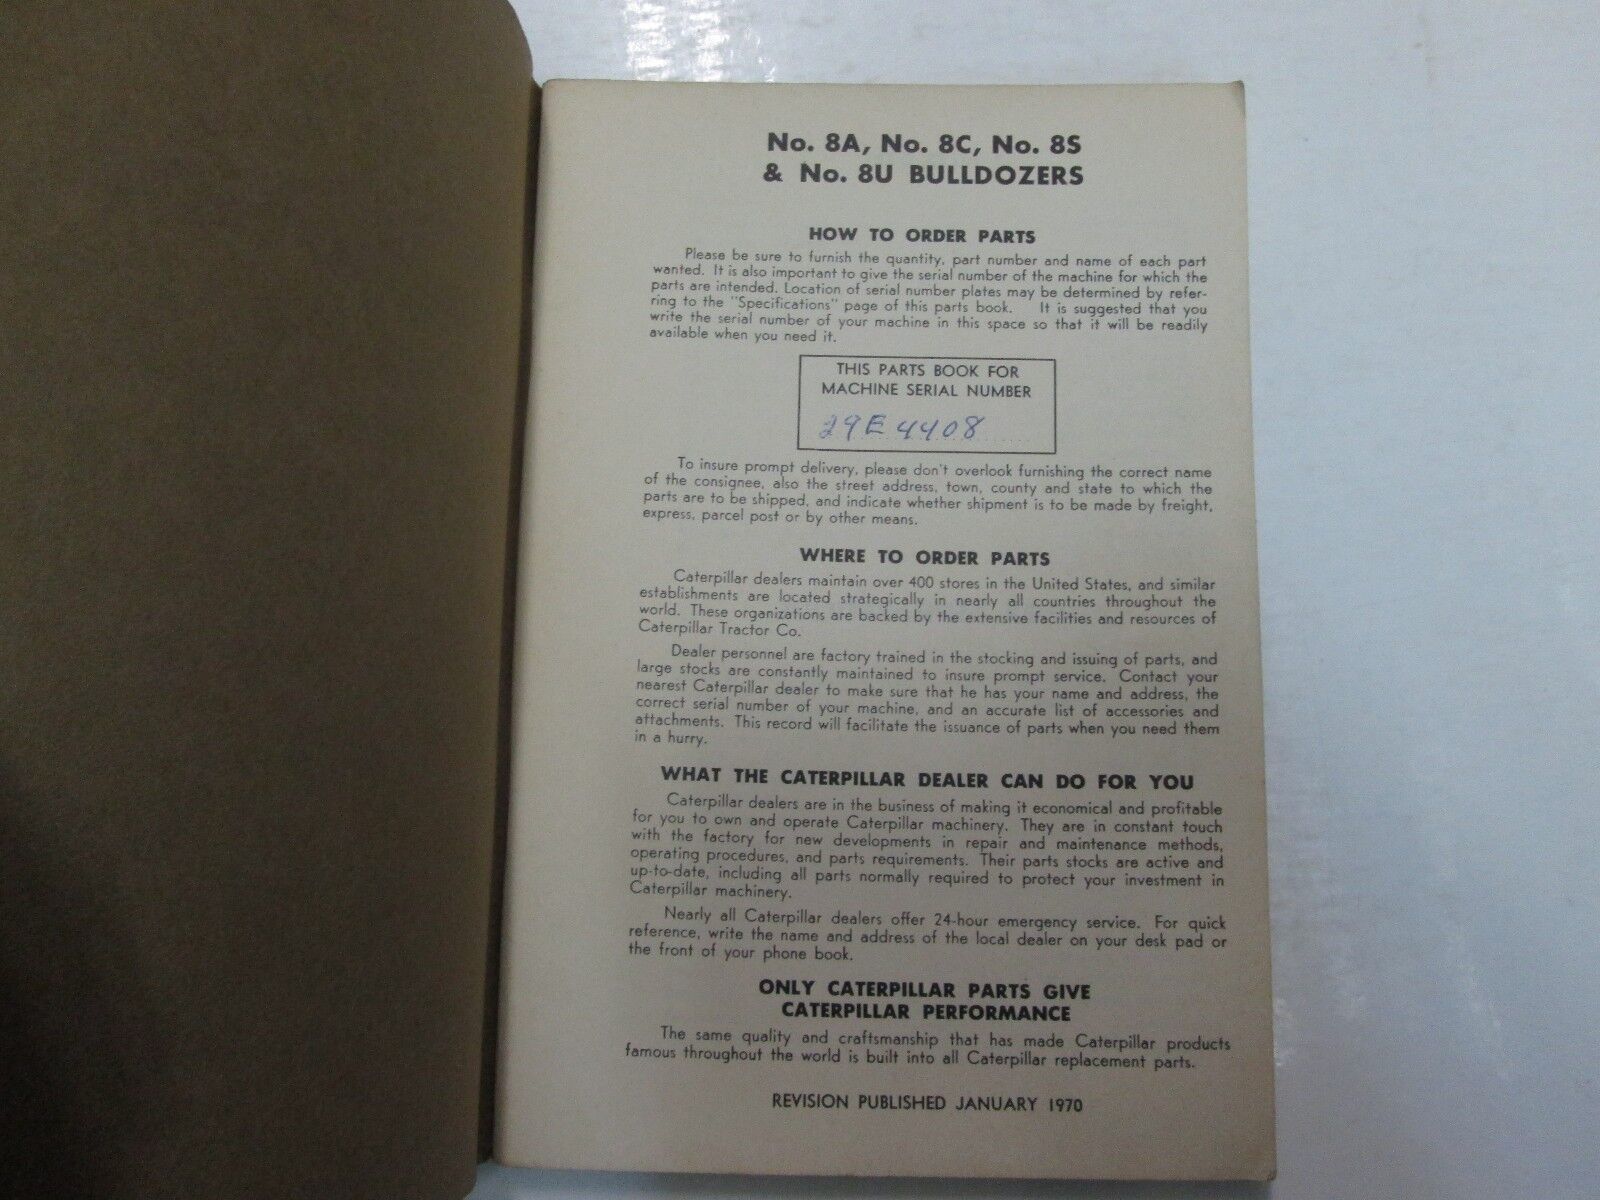 No. 8A, No. 8C, No. 8S
& No. 8U BULLDOZERS
HOW TO ORDER PARTS
Please be sure to furnish the quantity, part number and name of each part
wanted. It is also important to give the serial number of the machine for which the
parts are intended. Location of serial number plates may be determined by refer-
ring to the "Specifications" page of this parts book. It is suggested that you
write the serial number of your machine in this space so that it will be readily
available when you need it.
THIS PARTS BOOK FOR
MACHINE SERIAL NUMBER
29E4408
To insure prompt delivery, please don't overlook furnishing the correct name
of the consignee, also the street address, town, county and state to which the
parts are to be shipped, and indicate whether shipment is to be made by freight,
express, parcel post or by other means.
WHERE TO ORDER PARTS
Caterpillar dealers maintain over 400 stores in the United States, and similar
establishments are located strategically in nearly all countries throughout the
world. These organizations are backed by the extensive facilities and resources of
Caterpillar Tractor Co.
Dealer personnel are factory trained in the stocking and issuing of parts, and
large stocks are constantly maintained to insure prompt service. Contact your
nearest Caterpillar dealer to make sure that he has your name and address, the
correct serial number of your machine, and an accurate list of accessories and
attachments. This record will facilitate the issuance of parts when you need them
in a hurry.
WHAT THE CATERPILLAR DEALER CAN DO FOR YOU
Caterpillar dealers are in the business of making it economical and profitable
for you to own and operate Caterpillar machinery. They are in constant touch
with the factory for new developments in repair and maintenance methods,
operating procedures, and parts requirements. Their parts stocks are active and
up-to-date, including all parts normally required to protect your investment in
Caterpillar machinery.
Nearly all Caterpillar dealers offer 24-hour emergency service. For quick
reference, write the name and address of the local dealer on your desk pad or
the front of your phone book.
ONLY CATERPILLAR PARTS GIVE
CATERPILLAR PERFORMANCE
The same quality and craftsmanship that has made Caterpillar products
famous throughout the world is built into all Caterpillar replacement parts.
REVISION PUBLISHED JANUARY 1970